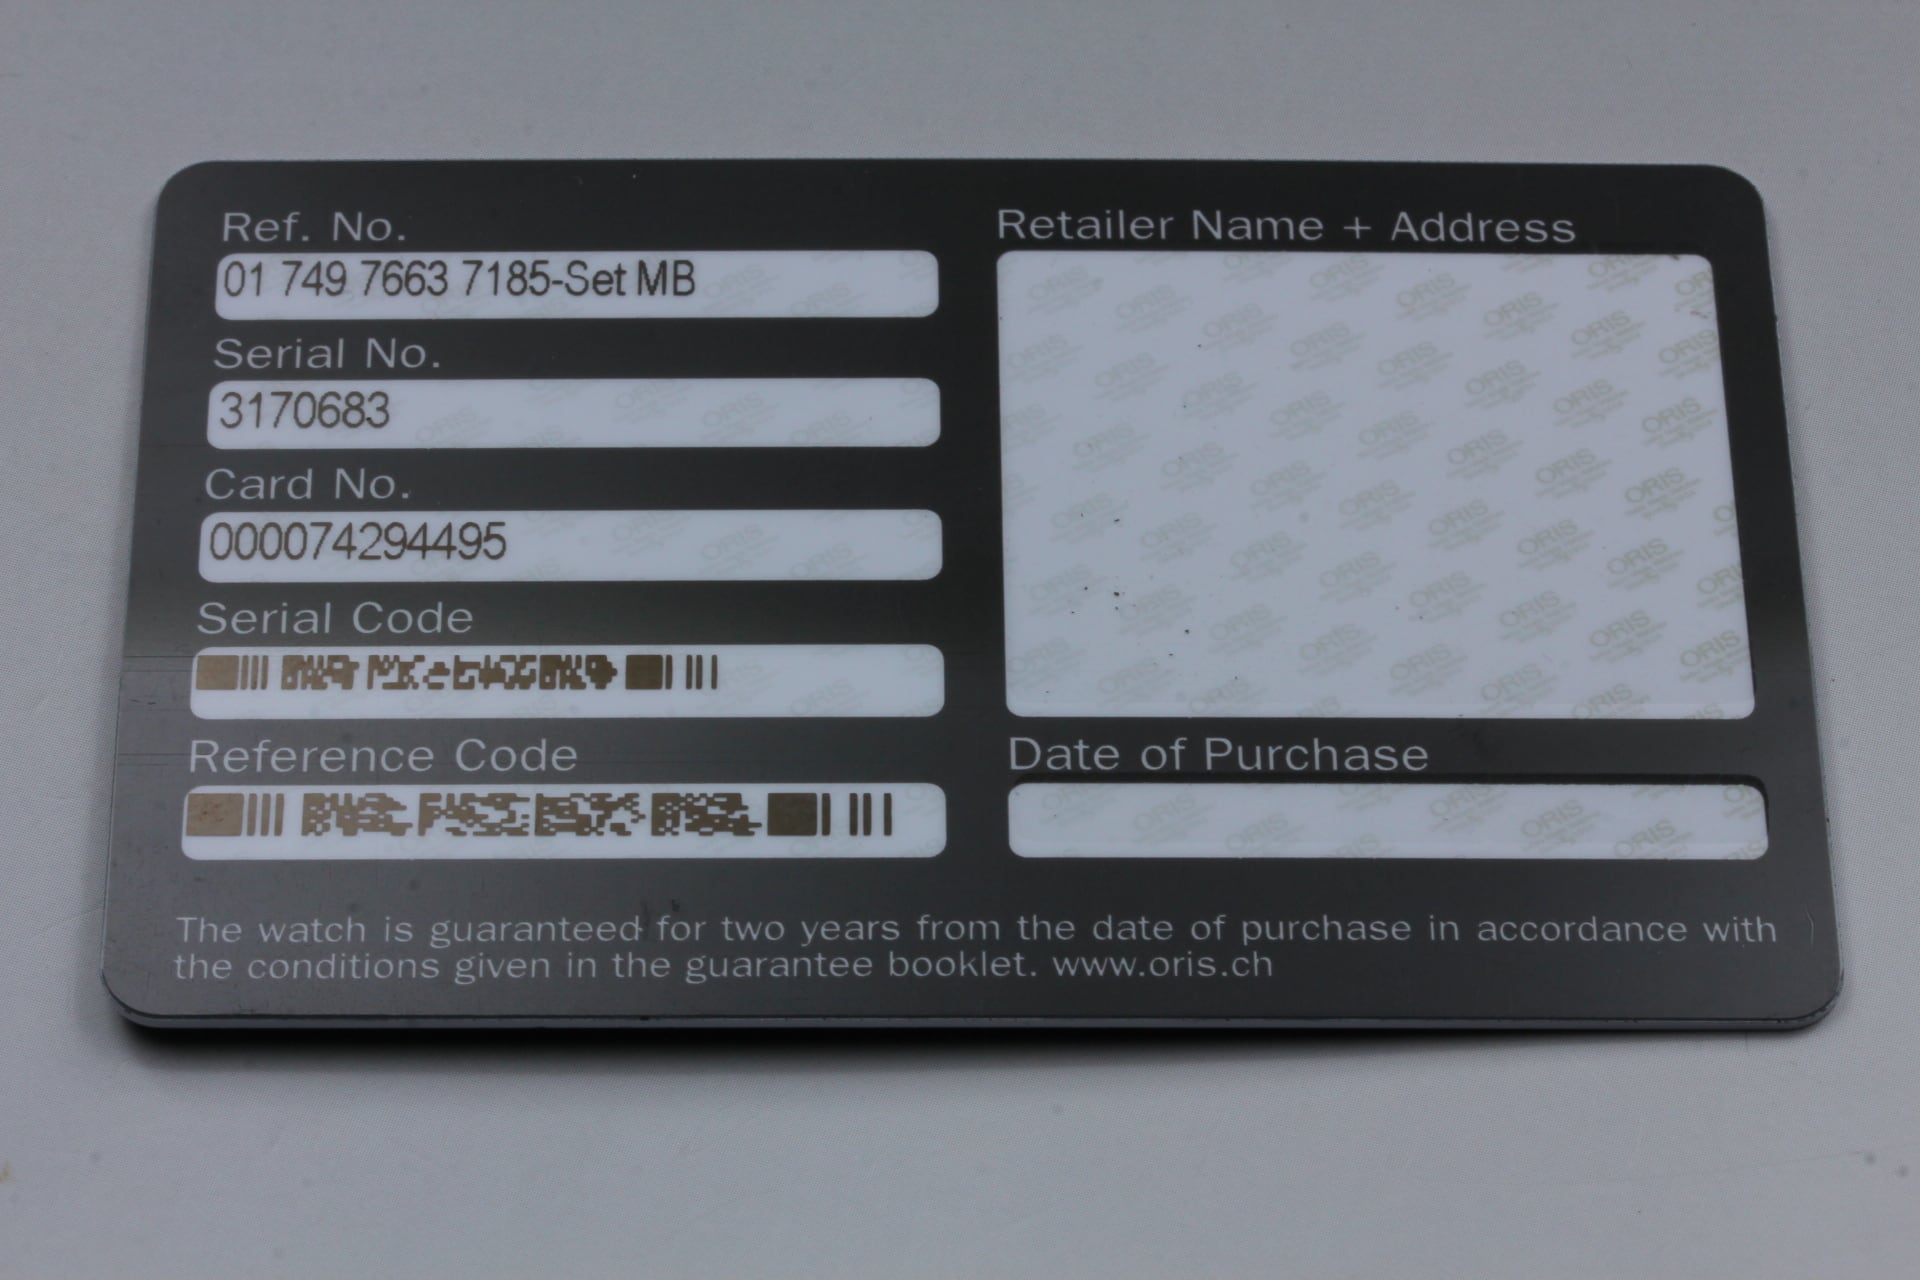 Ref. No.
01 749 7663 7185-Set MB
Serial No.
3170683
Card No.
000074294495
Serial Code
Reference Code
Retailer Name + Address
ORIS
Date of Purchase
The watch is guaranteed for two years from the date of purchase in accordance with
the conditions given in the guarantee booklet. www.oris.ch